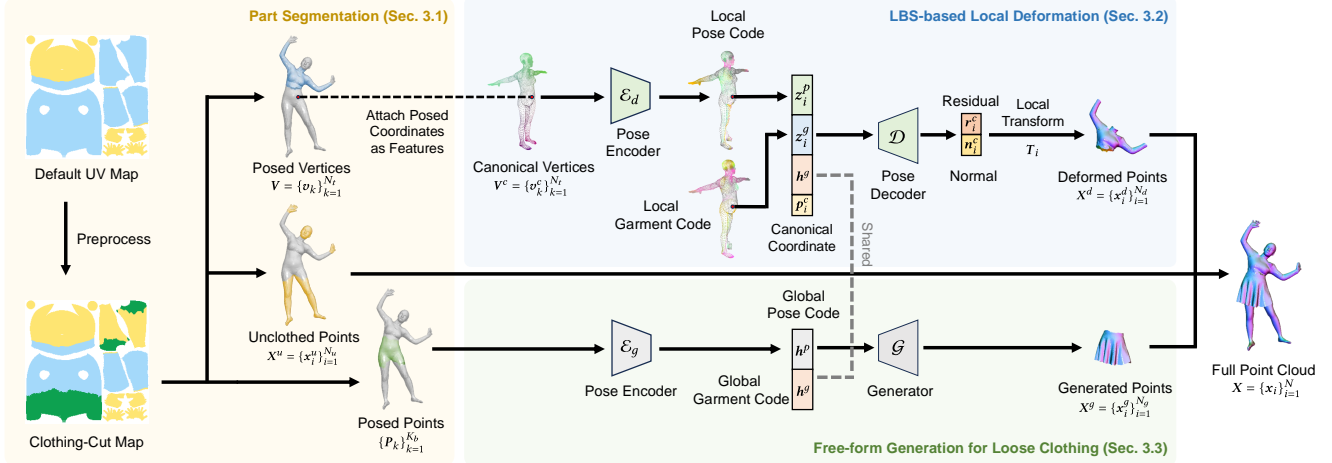 Part Segmentation (Sec. 3.1)
Default UV Map
Preprocess
Clothing-Cut Map
Posed Vertices
V = {v_k}_{k=1}^{N_t}
Attach Posed
Coordinates
as Features
Unclothed Points
X^u = {x_i^u}_{i=1}^{N_u}
Posed Points
{P_k}_{k=1}^{K_b}
LBS-based Local Deformation (Sec. 3.2)
Canonical Vertices
V^c = {v_k^c}_{k=1}^{N_t}
ℰ_d
Pose
Encoder
Local
Pose Code
Local
Garment Code
z_i^p
z_i^g
h^g
p_i^c
Canonical
Coordinate
Shared
𝒟
Pose
Decoder
Residual
r_i^c
n_i^c
Normal
Local
Transform
T_i
Deformed Points
X^d = {x_i^d}_{i=1}^{N_d}
ℰ_g
Pose Encoder
Global
Pose Code
h^p
h^g
Global
Garment Code
𝒢
Generator
Generated Points
X^g = {x_i^g}_{i=1}^{N_g}
Free-form Generation for Loose Clothing (Sec. 3.3)
Full Point Cloud
X = {x_i}_{i=1}^{N}